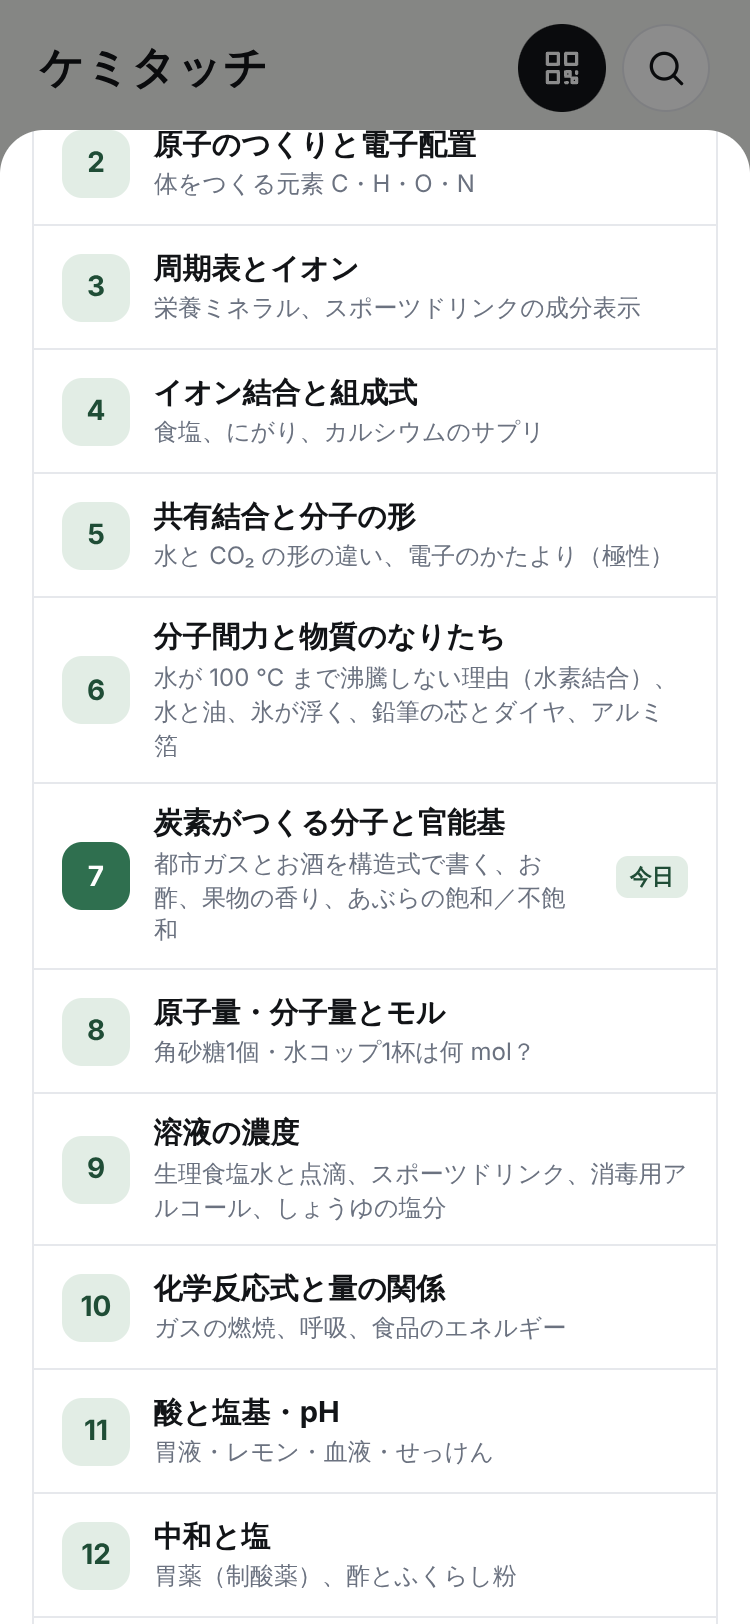 ケミタッチ
2
原子のつくりと電子配置
体をつくる元素 C・H・O・N
3
周期表とイオン
栄養ミネラル、スポーツドリンクの成分表示
4
イオン結合と組成式
食塩、にがり、カルシウムのサプリ
5
共有結合と分子の形
水と CO₂ の形の違い、電子のかたより（極性）
6
分子間力と物質のなりたち
水が 100 °C まで沸騰しない理由（水素結合）、
水と油、氷が浮く、鉛筆の芯とダイヤ、アルミ
箔
7
炭素がつくる分子と官能基
都市ガスとお酒を構造式で書く、お
酢、果物の香り、あぶらの飽和／不飽
和
今日
8
原子量・分子量とモル
角砂糖1個・水コップ1杯は何 mol？
9
溶液の濃度
生理食塩水と点滴、スポーツドリンク、消毒用ア
ルコール、しょうゆの塩分
10
化学反応式と量の関係
ガスの燃焼、呼吸、食品のエネルギー
11
酸と塩基・pH
胃液・レモン・血液・せっけん
12
中和と塩
胃薬（制酸薬）、酢とふくらし粉